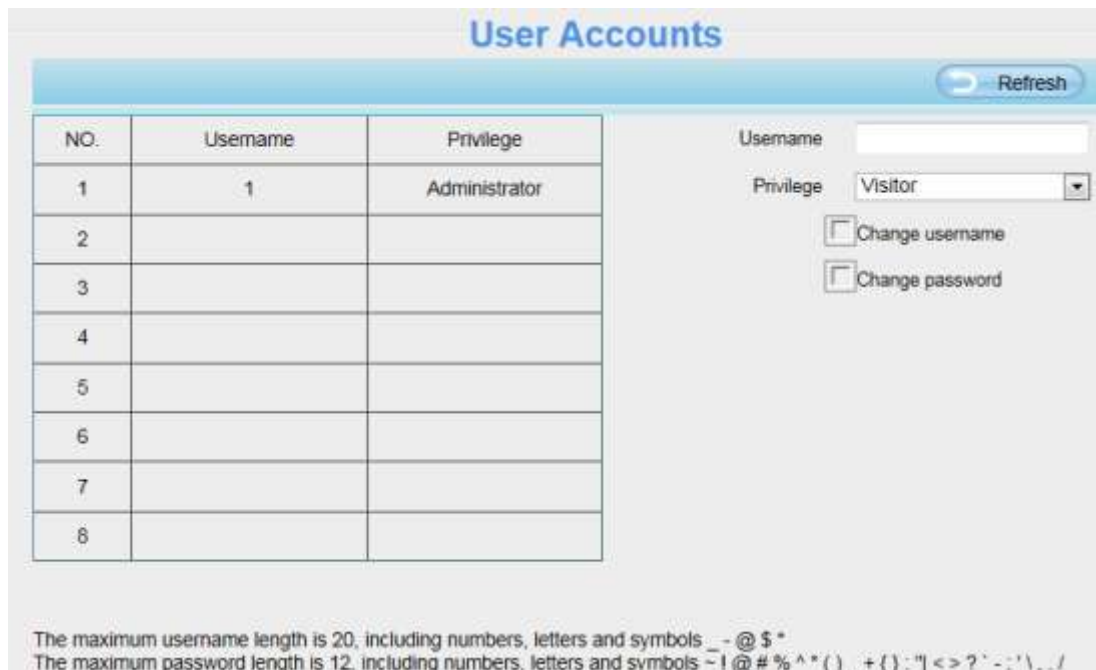 User Accounts
Refresh
NO. Username Privilege
1 1 Administrator
2
3
4
5
6
7
8
Username
Privilege Visitor
Change username
Change password
The maximum username length is 20, including numbers, letters and symbols _ - @ $ *
The maximum password length is 12, including numbers, letters and symbols ~ ! @ # % ^ * ( ) _ + { } : "| < > ? ` - ; ' \ , . /